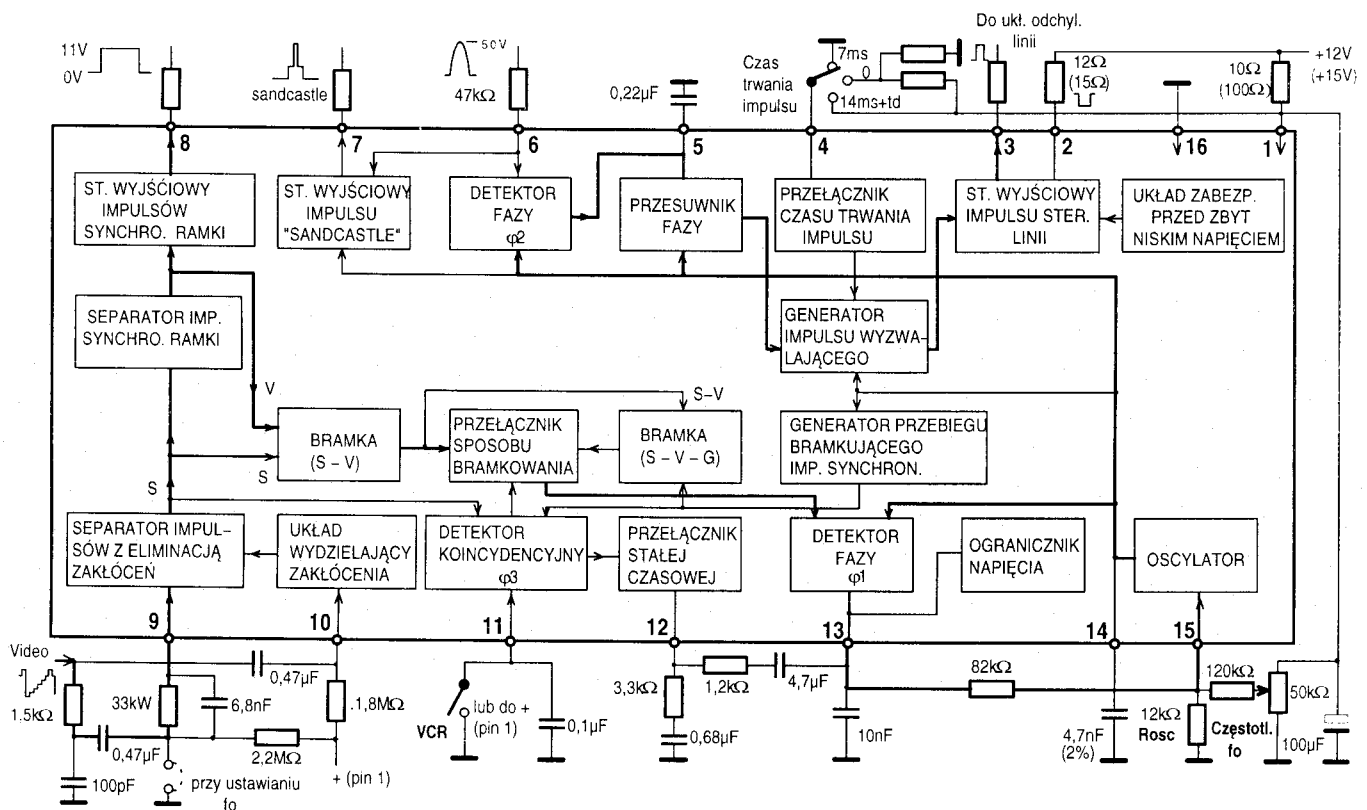 11V
0V
sandcastle
50V
47kΩ
0,22µF
Czas
trwania
impulsu
7ms
0
14ms+td
Do ukł. odchyl.
linii
12Ω
(15Ω)
10Ω
(100Ω)
+12V
(+15V)
8
7
6
5
4
3
2
16
1
ST. WYJŚCIOWY
IMPULSÓW
SYNCHRO. RAMKI
ST. WYJŚCIOWY
IMPULSU
"SANDCASTLE"
DETEKTOR
FAZY
φ2
PRZESUWNIK
FAZY
PRZEŁĄCZNIK
CZASU TRWANIA
IMPULSU
ST. WYJŚCIOWY
IMPULSU STER.
LINII
UKŁAD ZABEZP.
PRZED ZBYT
NISKIM NAPIĘCIEM
SEPARATOR IMP.
SYNCHRO. RAMKI
GENERATOR
IMPULSU WYZWA-
LAJĄCEGO
V
S
S
S-V
BRAMKA
(S – V)
PRZEŁĄCZNIK
SPOSOBU
BRAMKOWANIA
BRAMKA
(S – V – G)
GENERATOR PRZEBIEGU
BRAMKUJĄCEGO
IMP. SYNCHRON.
SEPARATOR IMPUL-
SÓW Z ELIMINACJĄ
ZAKŁÓCEŃ
UKŁAD
WYDZIELAJĄCY
ZAKŁÓCENIA
DETEKTOR
KOINCYDENCYJNY
φ3
PRZEŁĄCZNIK
STAŁEJ
CZASOWEJ
DETEKTOR
FAZY
φ1
OGRANICZNIK
NAPIĘCIA
OSCYLATOR
9
10
11
12
13
14
15
Video
1.5kΩ
33kW
0,47µF
6,8nF
.1,8MΩ
0,47µF
2,2MΩ
100pF
przy ustawianiu
fo
+ (pin 1)
VCR
lub do +
(pin 1)
0,1µF
3,3kΩ
0,68µF
1,2kΩ
4,7µF
10nF
82kΩ
4,7nF
(2%)
12kΩ
Rosc
120kΩ
Częstotl.
fo
50kΩ
100µF